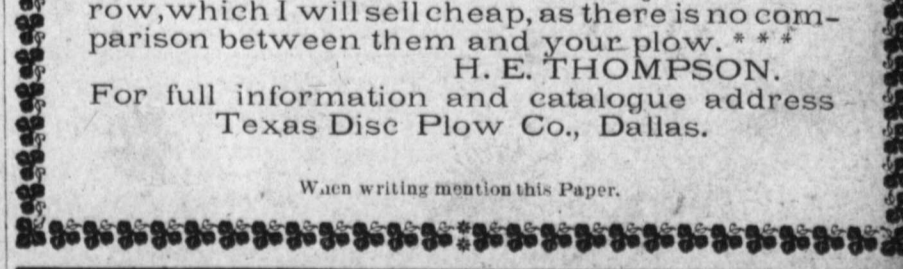 row, which I will sell cheap, as there is no com-
parison between them and your plow. * * *
H. E. THOMPSON.
For full information and catalogue address
Texas Disc Plow Co., Dallas.
When writing mention this Paper.